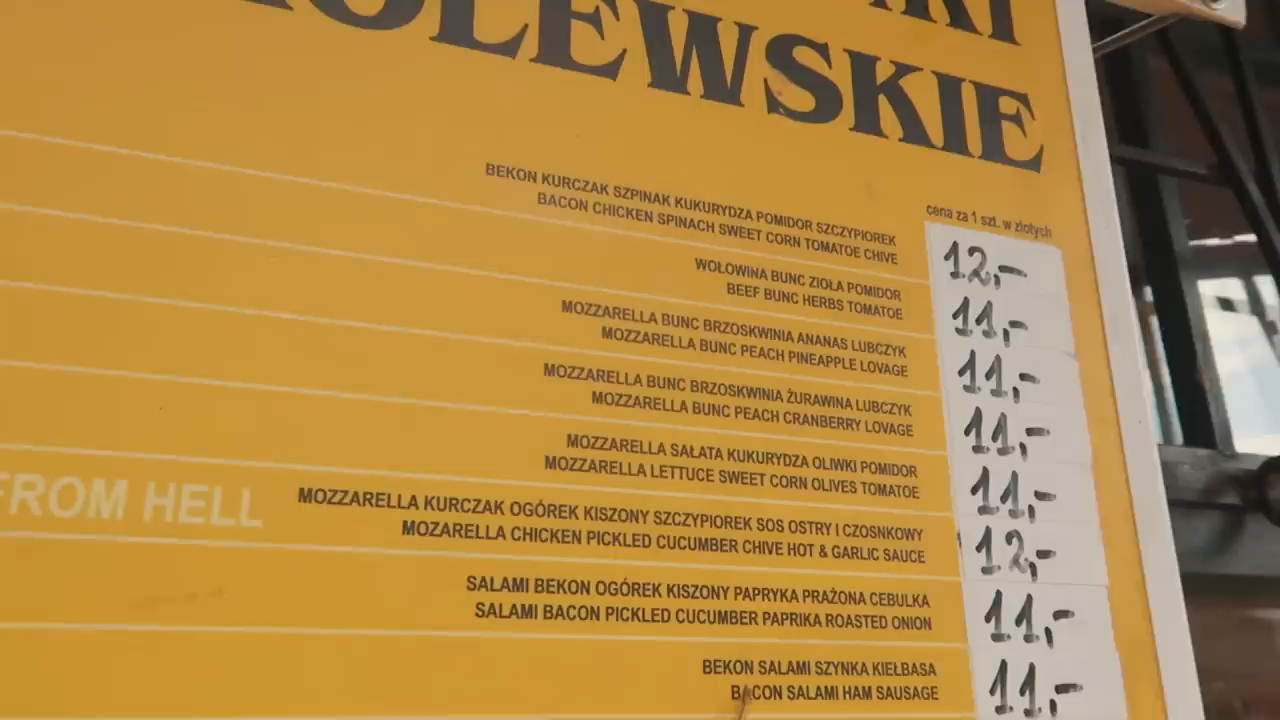 OLEWSKIE
cena za 1 szt. w złotych
BEKON KURCZAK SZPINAK KUKURYDZA POMIDOR SZCZYPIOREK
BACON CHICKEN SPINACH SWEET CORN TOMATOE CHIVE
12,-
WOŁOWINA BUNC ZIOŁA POMIDOR
BEEF BUNC HERBS TOMATOE
11,-
MOZZARELLA BUNC BRZOSKWINIA ANANAS LUBCZYK
MOZZARELLA BUNC PEACH PINEAPPLE LOVAGE
11,-
MOZZARELLA BUNC BRZOSKWINIA ŻURAWINA LUBCZYK
MOZZARELLA BUNC PEACH CRANBERRY LOVAGE
11,-
MOZZARELLA SAŁATA KUKURYDZA OLIWKI POMIDOR
MOZZARELLA LETTUCE SWEET CORN OLIVES TOMATOE
11,-
FROM HELL
MOZZARELLA KURCZAK OGÓREK KISZONY SZCZYPIOREK SOS OSTRY I CZOSNKOWY
MOZARELLA CHICKEN PICKLED CUCUMBER CHIVE HOT & GARLIC SAUCE
12,-
SALAMI BEKON OGÓREK KISZONY PAPRYKA PRAŻONA CEBULKA
SALAMI BACON PICKLED CUCUMBER PAPRIKA ROASTED ONION
11,-
BEKON SALAMI SZYNKA KIEŁBASA
BACON SALAMI HAM SAUSAGE
11,-